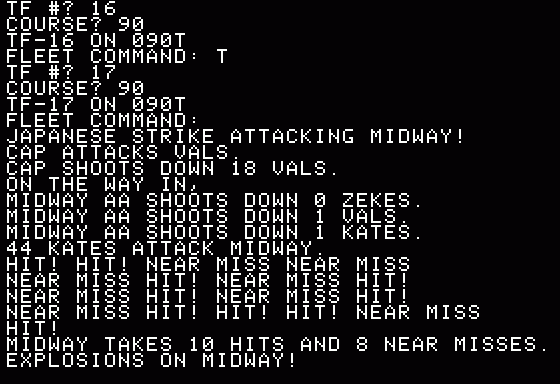 TF #? 16
COURSE? 90
TF-16 ON 090T
FLEET COMMAND: T
TF #? 17
COURSE? 90
TF-17 ON 090T
FLEET COMMAND:
JAPANESE STRIKE ATTACKING MIDWAY!
CAP ATTACKS VALS.
CAP SHOOTS DOWN 18 VALS.
ON THE WAY IN,
MIDWAY AA SHOOTS DOWN 0 ZEKES.
MIDWAY AA SHOOTS DOWN 1 VALS.
MIDWAY AA SHOOTS DOWN 1 KATES.
44 KATES ATTACK MIDWAY.
HIT! HIT! NEAR MISS NEAR MISS
NEAR MISS HIT! NEAR MISS HIT!
NEAR MISS HIT! NEAR MISS HIT!
NEAR MISS HIT! HIT! HIT! NEAR MISS
HIT!
MIDWAY TAKES 10 HITS AND 8 NEAR MISSES.
EXPLOSIONS ON MIDWAY!